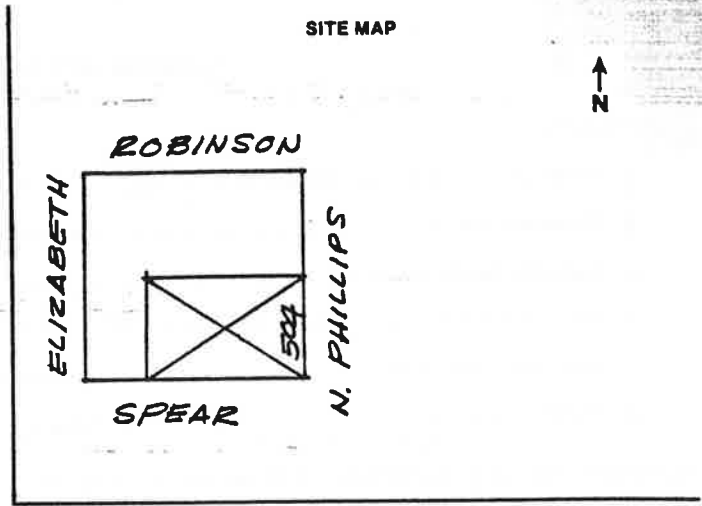 SITE MAP
N
ROBINSON
ELIZABETH
N. PHILLIPS
504
SPEAR